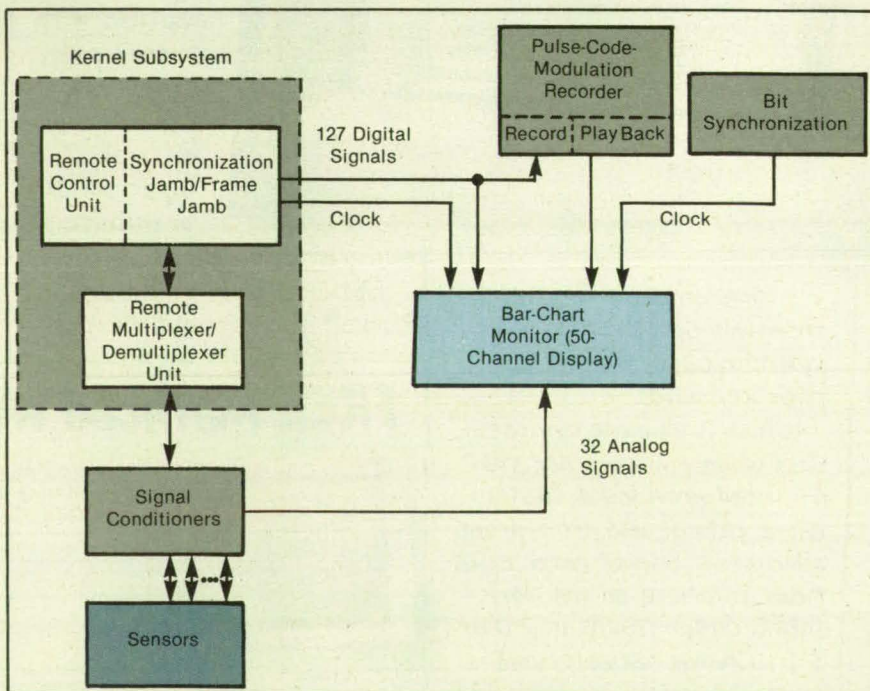 Kernel Subsystem
Remote
Control
Unit
Synchronization
Jamb/Frame
Jamb
127 Digital
Signals
Clock
Pulse-Code-
Modulation
Recorder
Record
Play Back
Bit
Synchronization
Clock
Remote
Multiplexer/
Demultiplexer
Unit
Bar-Chart
Monitor (50-
Channel Display)
32 Analog
Signals
Signal
Conditioners
Sensors